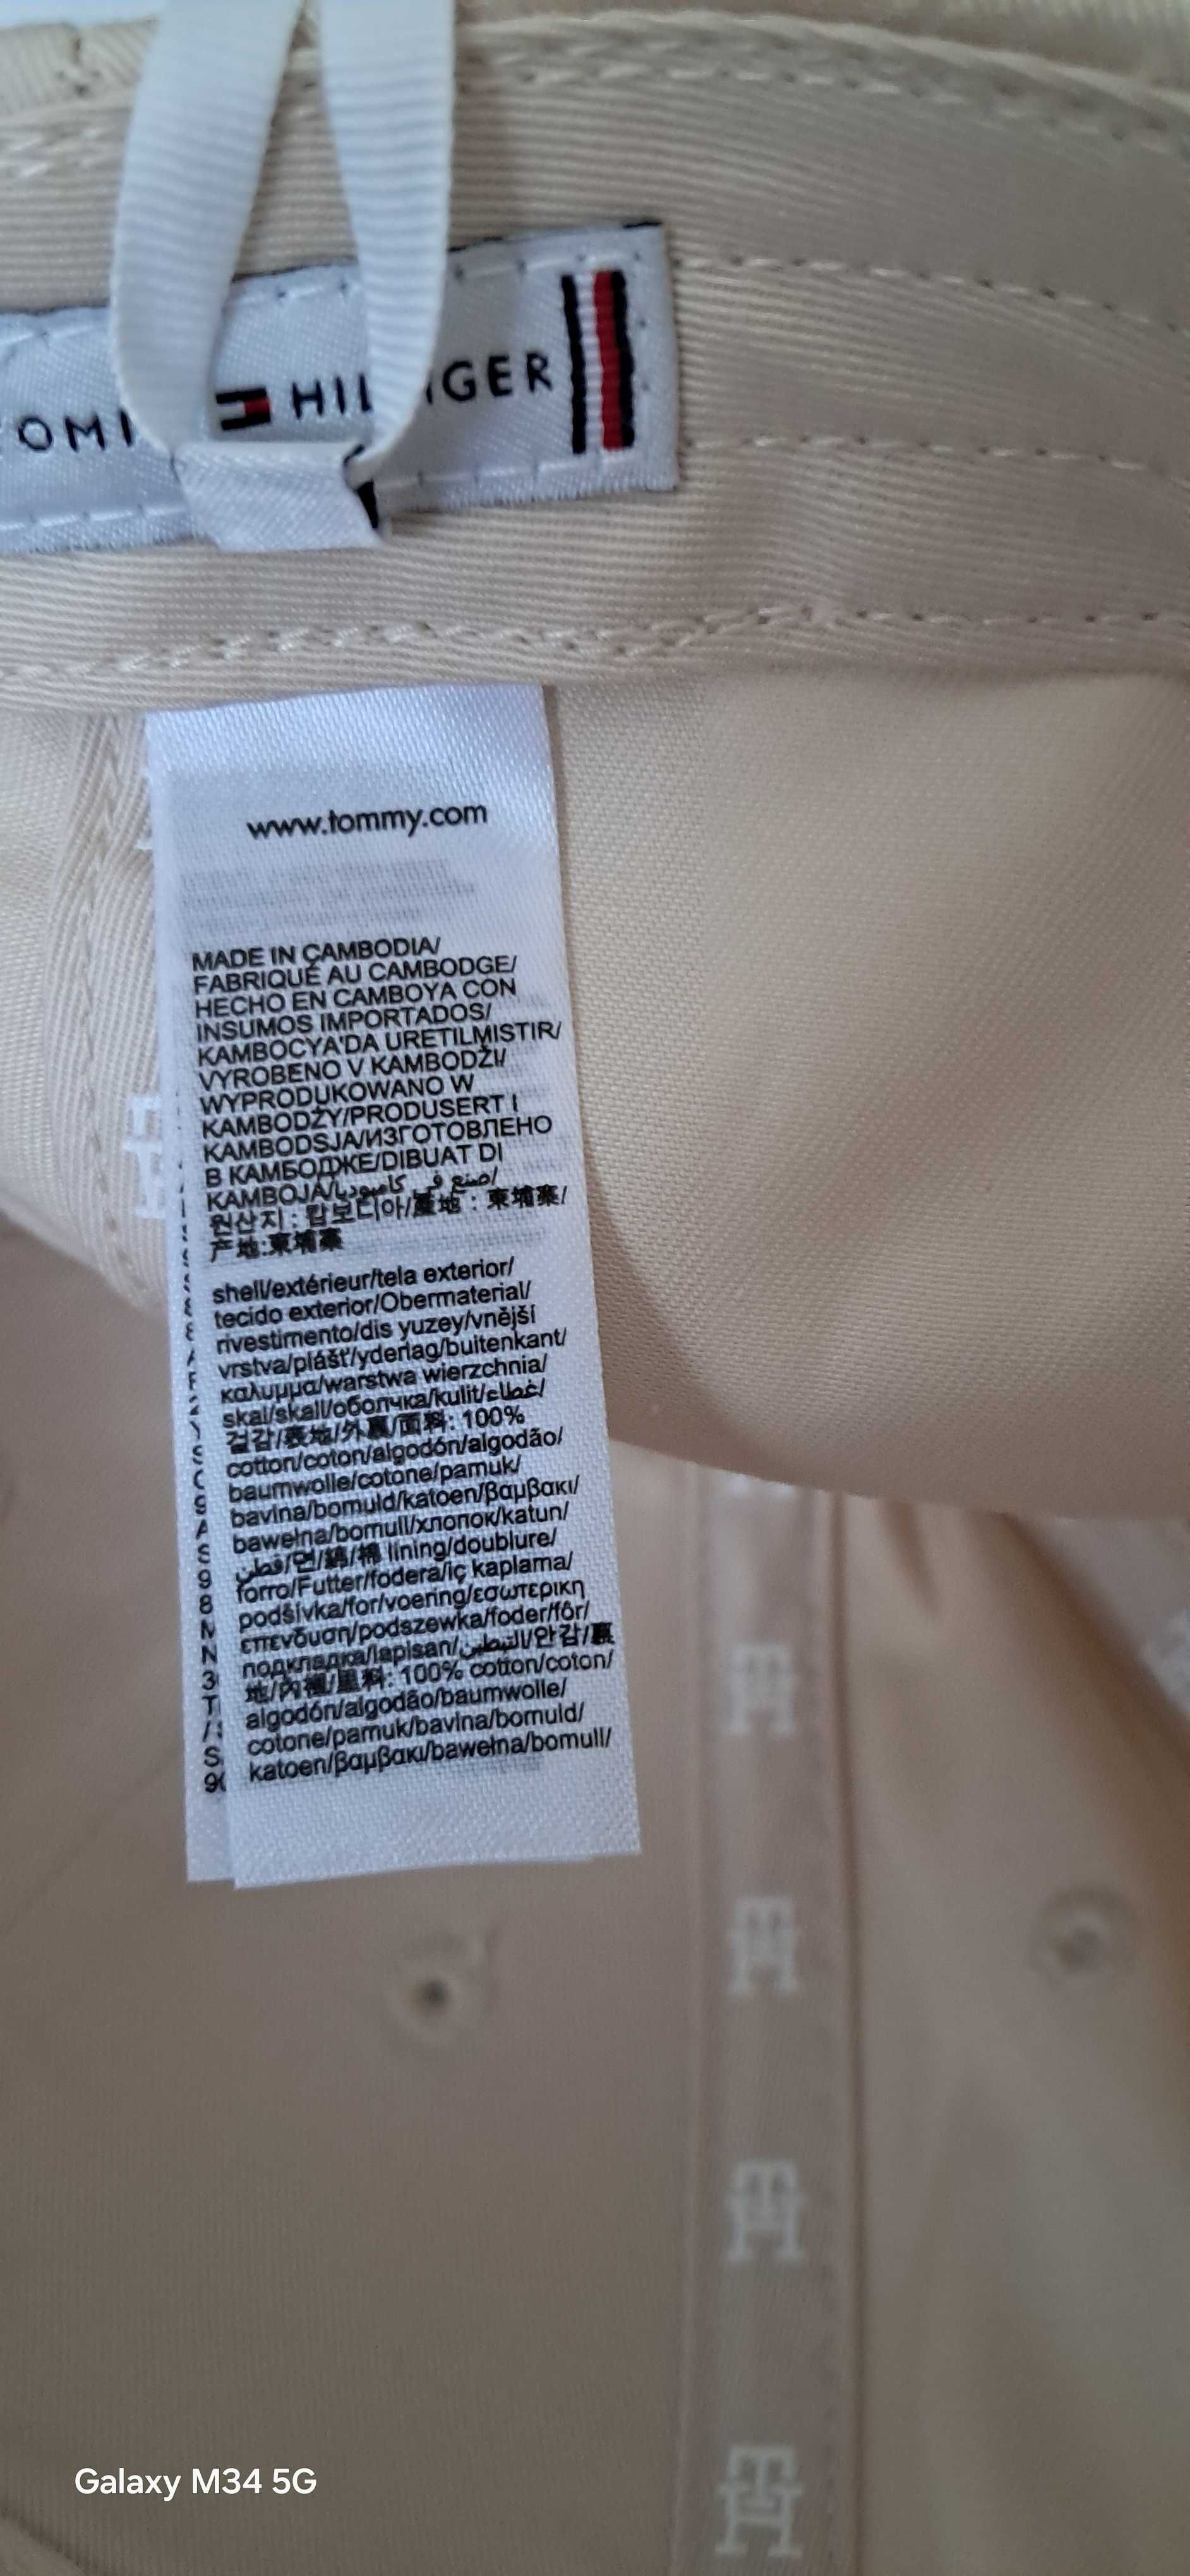 HILFIGER
www.tommy.com
MADE IN CAMBODIA/
FABRIQUÉ AU CAMBODGE/
HECHO EN CAMBOYA CON
INSUMOS IMPORTADOS/
KAMBOCYA'DA URETILMISTIR/
VYROBENO V KAMBODŽI/
WYPRODUKOWANO W
KAMBODŻY/PRODUSERT I
KAMBODSJA/ИЗГОТОВЛЕНО
В КАМБОДЖЕ/DIBUAT DI
KAMBOJA/صنع في كامبوديا/
원산지 : 캄보디아/產地 : 柬埔寨/
产地:柬埔寨
shell/extérieur/tela exterior/
tecido exterior/Obermaterial/
rivestimento/dis yuzey/vnější
vrstva/plášť/yderlag/buitenkant/
καλυμμα/warstwa wierzchnia/
skal/skall/оболчка/kulit/غطاء/
겉감/表地/外裏/面料: 100%
cotton/coton/algodón/algodão/
baumwolle/cotone/pamuk/
bavlna/bomuld/katoen/βαμβακι/
bawełna/bomull/хлопок/katun/
قطن/면/綿/棉 lining/doublure/
forro/Futter/fodera/iç kaplama/
podšívka/for/voering/εσωτερικη
επενδυση/podszewka/foder/fôr/
подкладка/lapisan/التبطين/안감/裏
地/內裡/里料: 100% cotton/coton/
algodón/algodão/baumwolle/
cotone/pamuk/bavlna/bomuld/
katoen/βαμβακι/bawełna/bomull/
Galaxy M34 5G